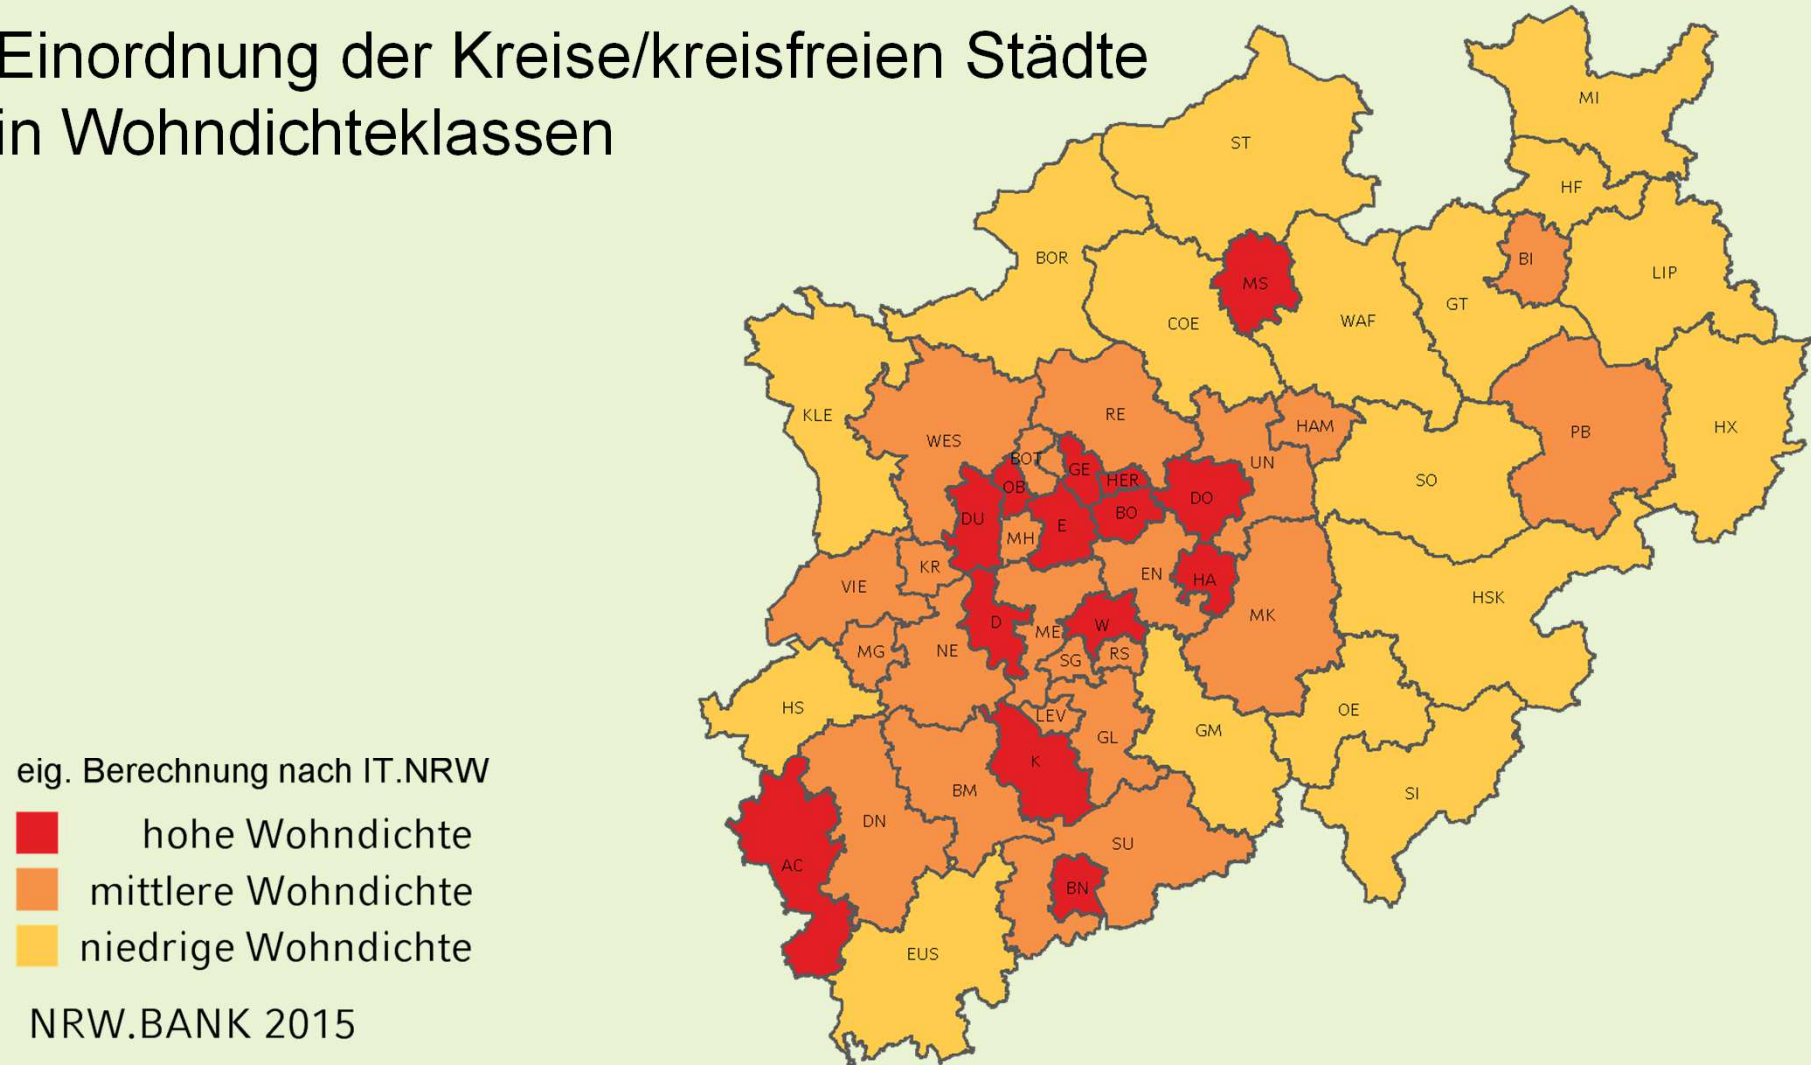 Einordnung der Kreise/kreisfreien Städte
in Wohndichteklassen
MI
ST
HF
BOR
MS
BI
LIP
COE
WAF
GT
KLE
WES
RE
HAM
PB
HX
BOT
GE
HER
UN
SO
OB
DU
DO
E
BO
MH
KR
EN
HA
VIE
HSK
MK
D
ME
W
MG
NE
SG
RS
HS
LEV
GL
GM
OE
K
BM
SI
DN
SU
AC
BN
EUS
eig. Berechnung nach IT.NRW
hohe Wohndichte
mittlere Wohndichte
niedrige Wohndichte
NRW.BANK 2015